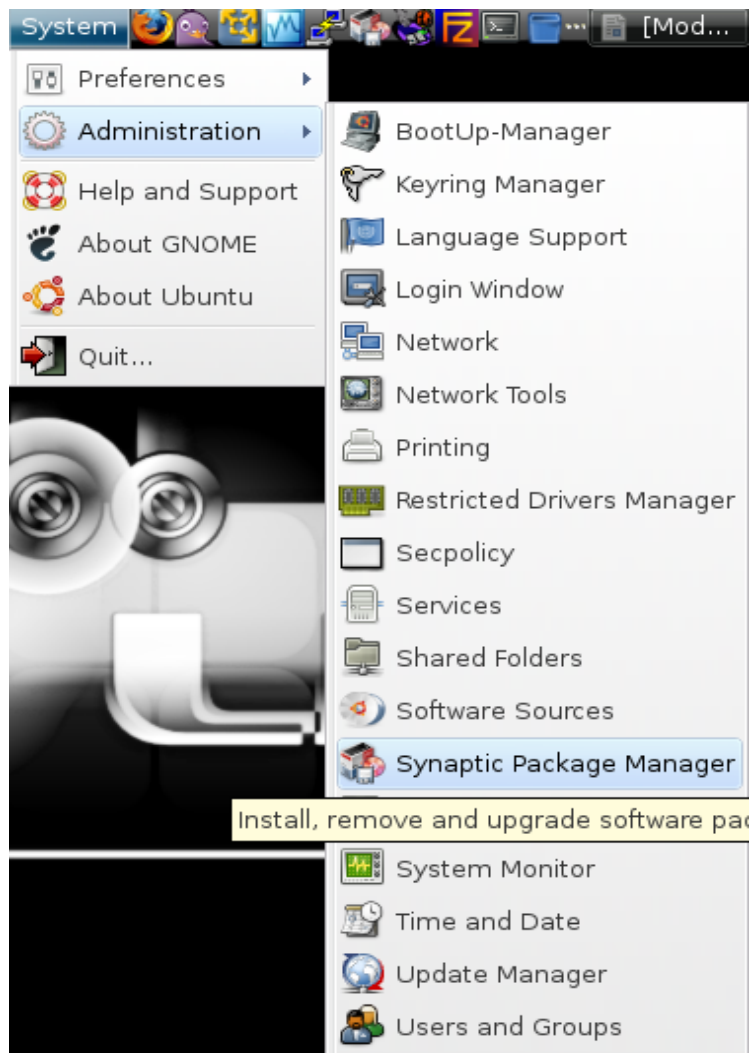 System [Mod...
Preferences
Administration
Help and Support
About GNOME
About Ubuntu
Quit...
BootUp-Manager
Keyring Manager
Language Support
Login Window
Network
Network Tools
Printing
Restricted Drivers Manager
Secpolicy
Services
Shared Folders
Software Sources
Synaptic Package Manager
Install, remove and upgrade software pac
System Monitor
Time and Date
Update Manager
Users and Groups